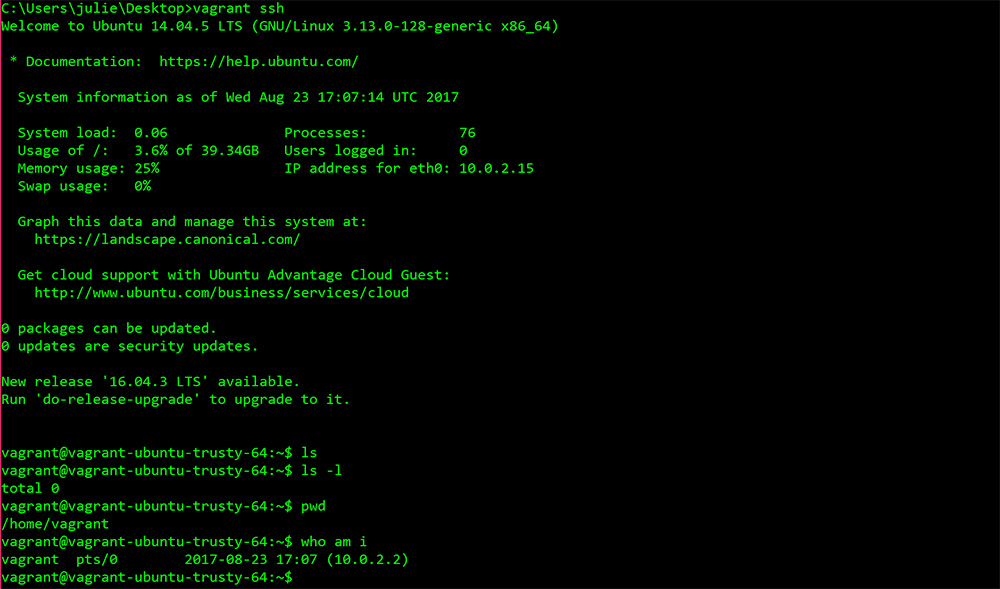 C:\Users\julie\Desktop>vagrant ssh
Welcome to Ubuntu 14.04.5 LTS (GNU/Linux 3.13.0-128-generic x86_64)
 * Documentation:  https://help.ubuntu.com/
  System information as of Wed Aug 23 17:07:14 UTC 2017
  System load:  0.06              Processes:           76
  Usage of /:   3.6% of 39.34GB   Users logged in:     0
  Memory usage: 25%               IP address for eth0: 10.0.2.15
  Swap usage:   0%
  Graph this data and manage this system at:
    https://landscape.canonical.com/
  Get cloud support with Ubuntu Advantage Cloud Guest:
    http://www.ubuntu.com/business/services/cloud
0 packages can be updated.
0 updates are security updates.
New release '16.04.3 LTS' available.
Run 'do-release-upgrade' to upgrade to it.
vagrant@vagrant-ubuntu-trusty-64:~$ ls
vagrant@vagrant-ubuntu-trusty-64:~$ ls -l
total 0
vagrant@vagrant-ubuntu-trusty-64:~$ pwd
/home/vagrant
vagrant@vagrant-ubuntu-trusty-64:~$ who am i
vagrant  pts/0        2017-08-23 17:07 (10.0.2.2)
vagrant@vagrant-ubuntu-trusty-64:~$